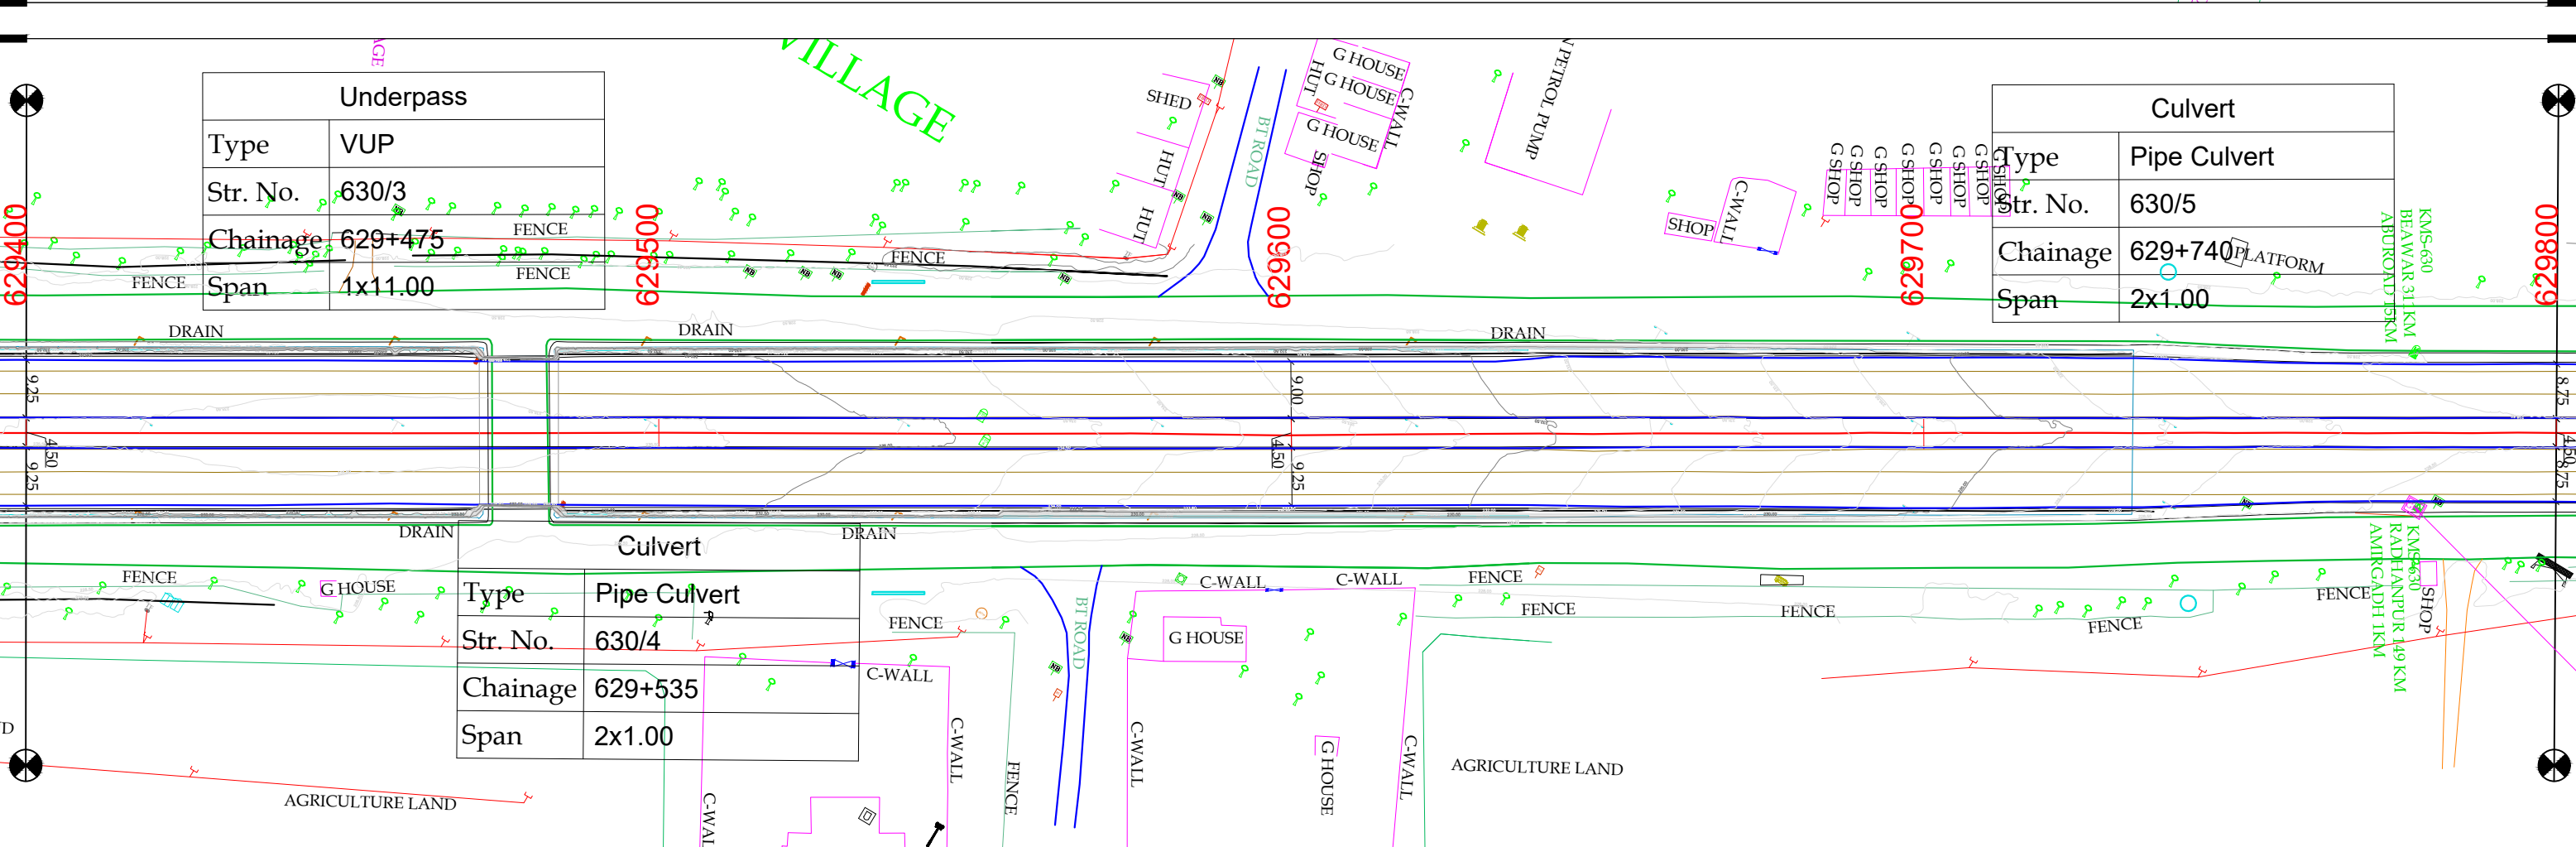 AGE
VILLAGE
Underpass
Type VUP
Str. No. 630/3
Chainage 629+475
Span 1x11.00
SHED
HUT
HUT
BT ROAD
G HOUSE
HUT
G HOUSE
C-WALL
G HOUSE
SHOP
N PETROL PUMP
SHOP
C-WALL
G SHOP
G SHOP
G SHOP
G SHOP
G SHOP
G SHOP
G SHOP
G SHOP
Culvert
Type Pipe Culvert
Str. No. 630/5
Chainage 629+740
Span 2x1.00
PLATFORM
KMS-630
BEAWAR 317KM
629400
629500
629600
629700
629800
FENCE
FENCE
FENCE
FENCE
DRAIN
DRAIN
DRAIN
9.25
4.50
9.25
9.00
4.50
9.25
8.75
4.50
8.75
DRAIN
DRAIN
Culvert
Type Pipe Culvert
Str. No. 630/4
Chainage 629+535
Span 2x1.00
FENCE
G HOUSE
FENCE
C-WALL
C-WALL
C-WALL
FENCE
BT ROAD
C-WALL
C-WALL
G HOUSE
C-WALL
G HOUSE
C-WALL
FENCE
FENCE
FENCE
FENCE
FENCE
KMS-630
RADHANPUR 149 KM
AMIRGADH 1KM
SHOP
AGRICULTURE LAND
AGRICULTURE LAND